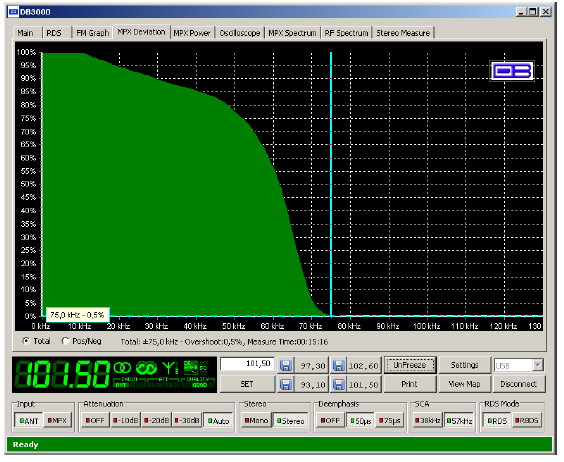 DB3000
Main RDS FM Graph MPX Deviation MPX Power Oscilloscope MPX Spectrum RF Spectrum Stereo Measure
100%
95%
90%
85%
80%
75%
70%
65%
60%
55%
50%
45%
40%
35%
30%
25%
20%
15%
10%
5%
0%
DB
75,0 kHz - 0,5%
0 kHz 10 kHz 20 kHz 30 kHz 40 kHz 50 kHz 60 kHz 70 kHz 80 kHz 90 kHz 100 kHz 110 kHz 120 kHz 130
Total Pos/Neg Total: ±75,0 kHz - Overshoot:0,5%, Measure Time:00:15:16
101.50
101,50 97,30 102,60 UnFreeze Settings USB
SET 93,10 101,50 Print View Map Disconnect
Input Attenuation Stereo Deemphasis SCA RDS Mode
ANT MPX OFF -10dB -20dB -30dB Auto Mono Stereo OFF 50µs 75µs 38kHz 57kHz RDS RBDS
Ready